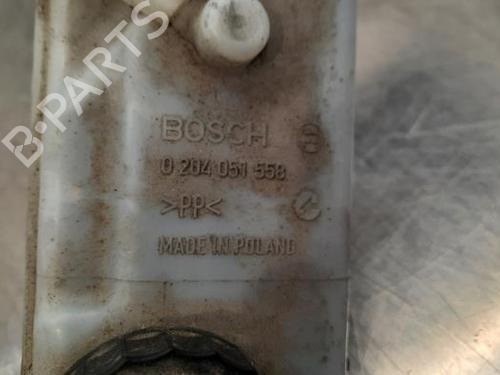 B-PARTS
BOSCH
0 204 051 558
>PP<
MADE IN POLAND